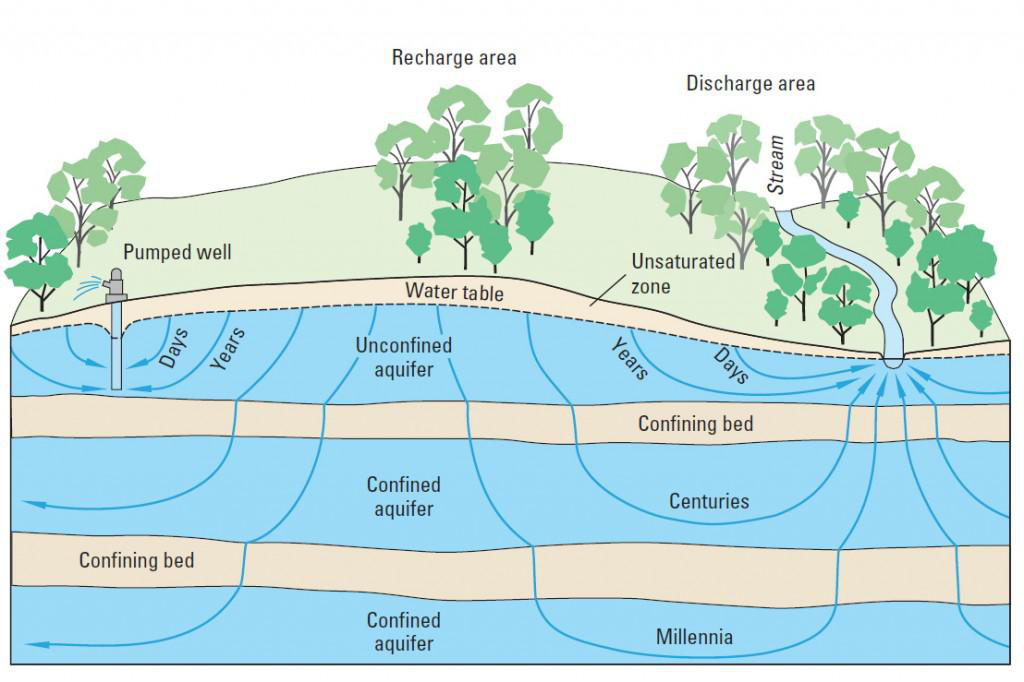 Recharge area
Discharge area
Stream
Pumped well
Unsaturated
zone
Water table
Days
Years
Unconfined
aquifer
Years
Days
Confining bed
Confined
aquifer
Centuries
Confining bed
Confined
aquifer
Millennia